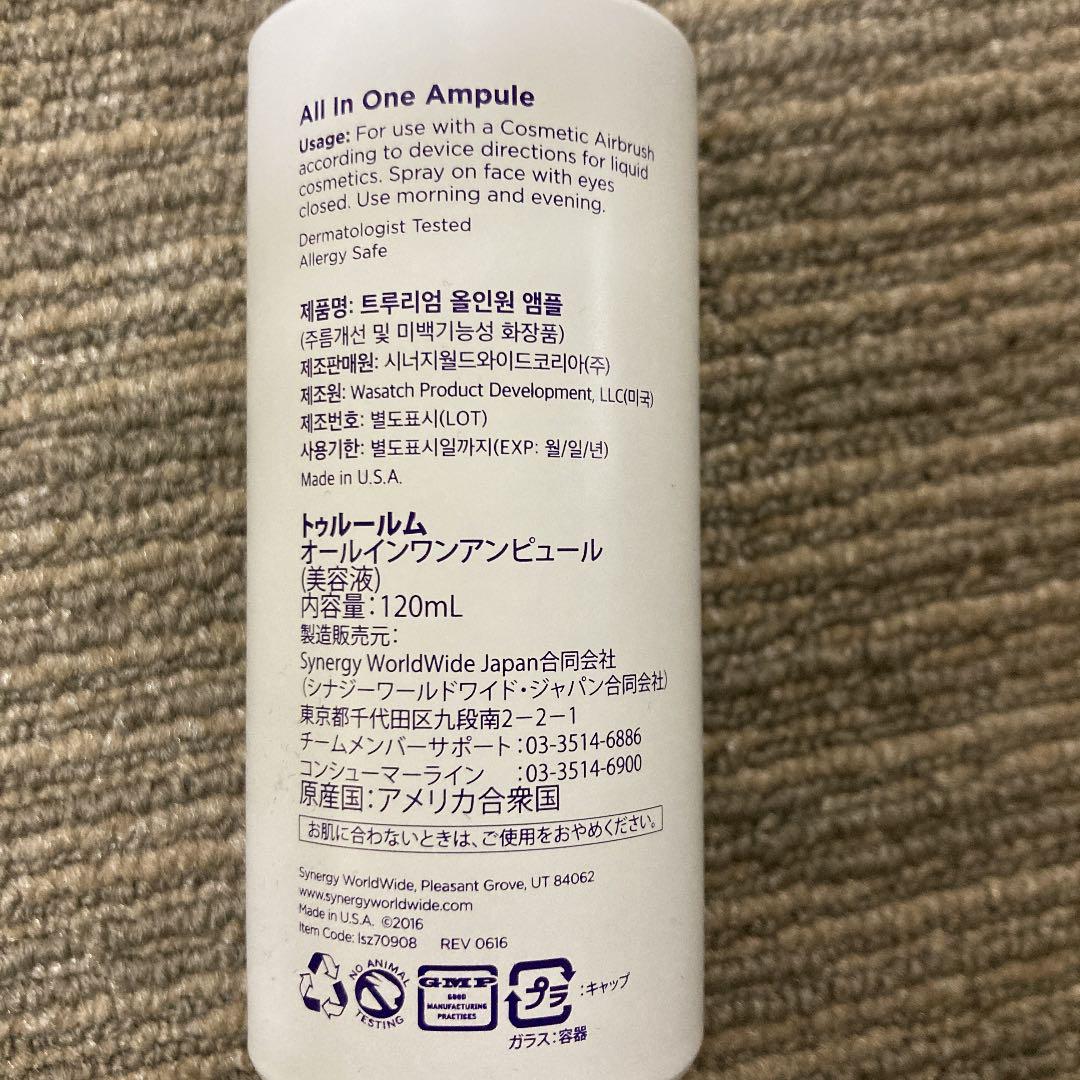 All In One Ampule
Usage: For use with a Cosmetic Airbrush
according to device directions for liquid
cosmetics. Spray on face with eyes
closed. Use morning and evening.
Dermatologist Tested
Allergy Safe
제품명: 트루리엄 올인원 앰플
(주름개선 및 미백기능성 화장품)
제조판매원: 시너지월드와이드코리아(주)
제조원: Wasatch Product Development, LLC(미국)
제조번호: 별도표시(LOT)
사용기한: 별도표시일까지(EXP: 월/일/년)
Made in U.S.A.
トゥルールム
オールインワンアンピュール
(美容液)
内容量:120mL
製造販売元:
Synergy WorldWide Japan合同会社
(シナジーワールドワイド・ジャパン合同会社)
東京都千代田区九段南2-2-1
チームメンバーサポート:03-3514-6886
コンシューマーライン :03-3514-6900
原産国:アメリカ合衆国
お肌に合わないときは、ご使用をおやめください。
Synergy WorldWide, Pleasant Grove, UT 84062
www.synergyworldwide.com
Made in U.S.A. ©2016
Item Code: lsz70908 REV 0616
NO ANIMAL TESTING
GMP
GOOD
MANUFACTURING
PRACTICES
プラ :キャップ
ガラス:容器